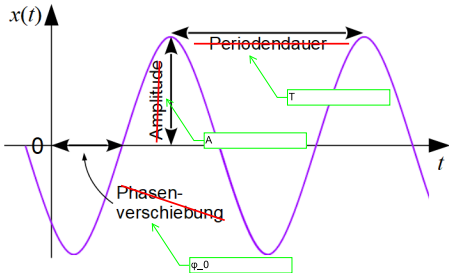 x(t)
Periodendauer
T
Amplitude
A
0
t
Phasen-
verschiebung
φ_0